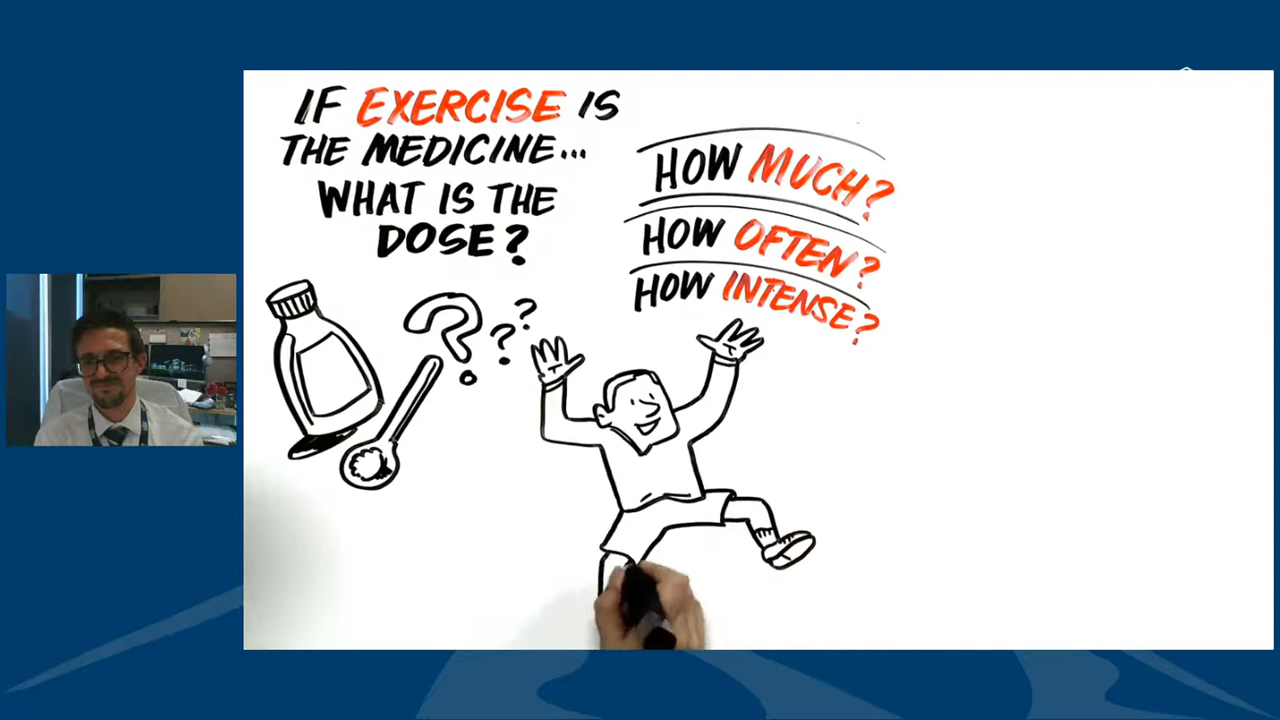 IF EXERCISE IS
THE MEDICINE...
WHAT IS THE
DOSE?
HOW MUCH?
HOW OFTEN?
HOW INTENSE?
? ? ?